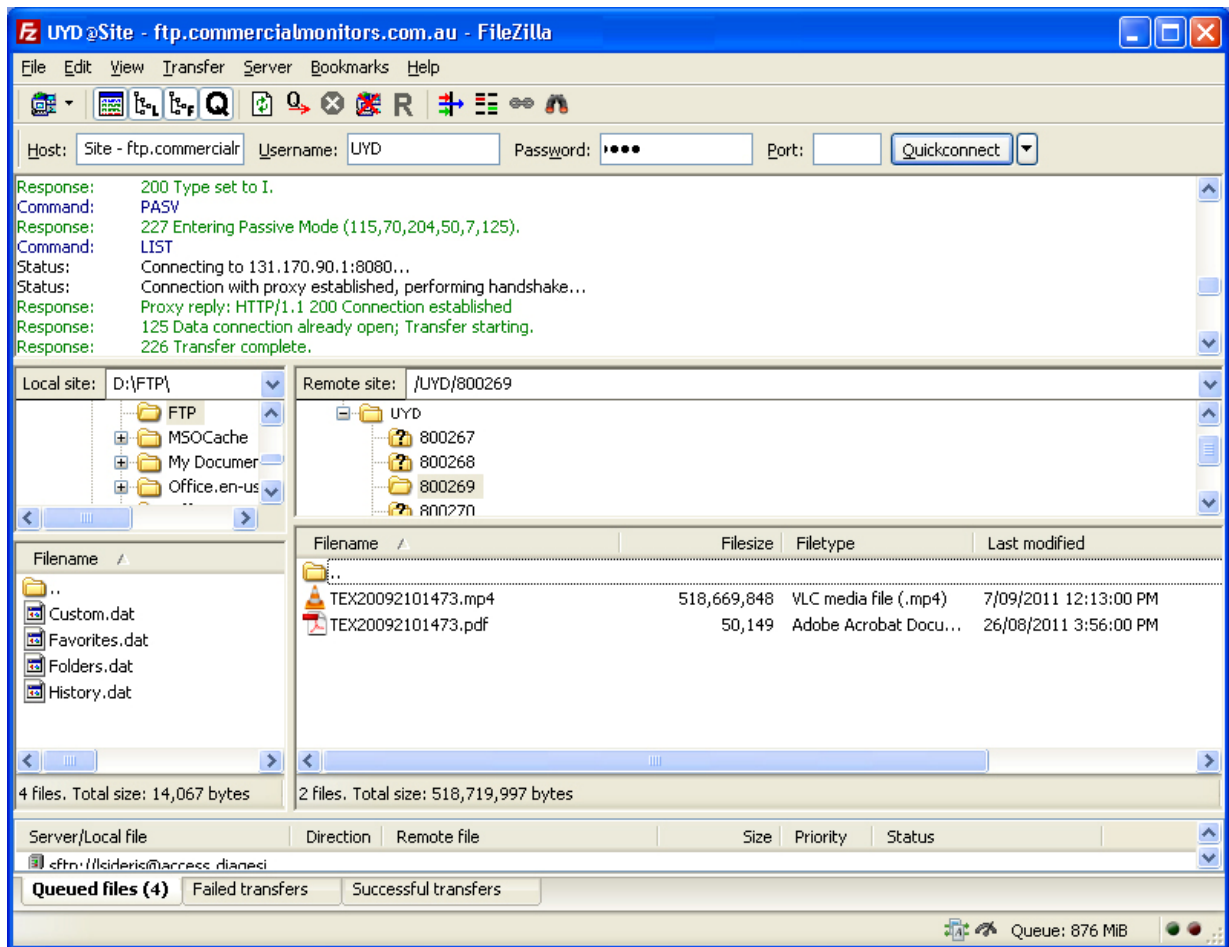 UYD@Site - ftp.commercialmonitors.com.au - FileZilla
File Edit View Transfer Server Bookmarks Help
Host: Site - ftp.commercialr Username: UYD Password: Port: Quickconnect
Response: 200 Type set to I.
Command: PASV
Response: 227 Entering Passive Mode (115,70,204,50,7,125).
Command: LIST
Status: Connecting to 131.170.90.1:8080...
Status: Connection with proxy established, performing handshake...
Response: Proxy reply: HTTP/1.1 200 Connection established
Response: 125 Data connection already open; Transfer starting.
Response: 226 Transfer complete.
Local site: D:\FTP\
FTP
MSOCache
My Documer
Office.en-us
Remote site: /UYD/800269
UYD
800267
800268
800269
800270
Filename
..
Custom.dat
Favorites.dat
Folders.dat
History.dat
4 files. Total size: 14,067 bytes
Filename Filesize Filetype Last modified
..
TEX20092101473.mp4 518,669,848 VLC media file (.mp4) 7/09/2011 12:13:00 PM
TEX20092101473.pdf 50,149 Adobe Acrobat Docu... 26/08/2011 3:56:00 PM
2 files. Total size: 518,719,997 bytes
Server/Local file Direction Remote file Size Priority Status
sftp://lsideris@access.diagesi
Queued files (4) Failed transfers Successful transfers
Queue: 876 MiB